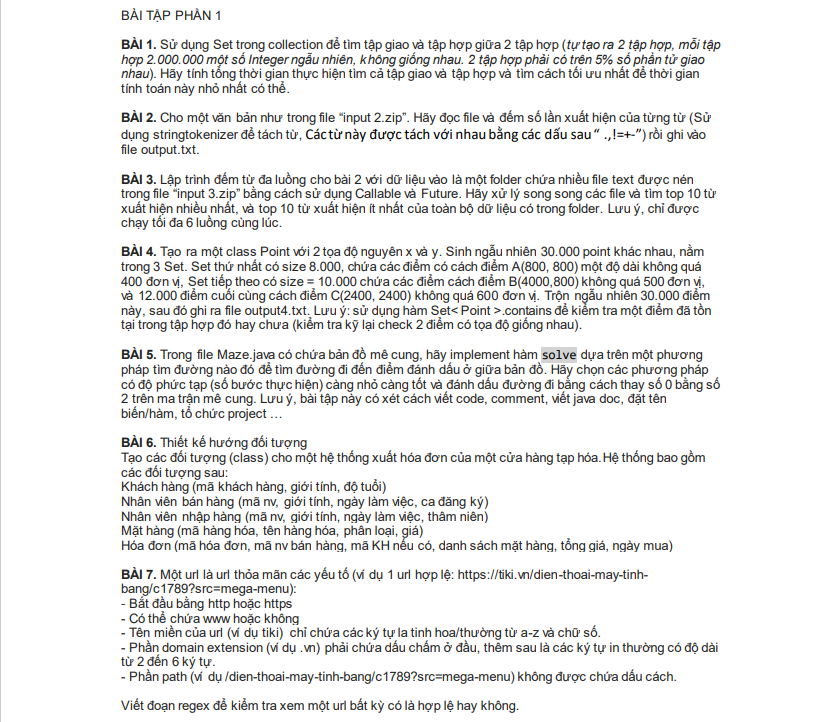 BÀI TẬP PHẦN 1
BÀI 1. Sử dụng Set trong collection để tìm tập giao và tập hợp giữa 2 tập hợp (tự tạo ra 2 tập hợp, mỗi tập
hợp 2.000.000 một số Integer ngẫu nhiên, không giống nhau. 2 tập hợp phải có trên 5% số phần tử giao
nhau). Hãy tính tổng thời gian thực hiện tìm cả tập giao và tập hợp và tìm cách tối ưu nhất để thời gian
tính toán này nhỏ nhất có thể.
BÀI 2. Cho một văn bản như trong file “input 2.zip”. Hãy đọc file và đếm số lần xuất hiện của từng từ (Sử
dụng stringtokenizer để tách từ, Các từ này được tách với nhau bằng các dấu sau “ .,!=+-”) rồi ghi vào
file output.txt.
BÀI 3. Lập trình đếm từ đa luồng cho bài 2 với dữ liệu vào là một folder chứa nhiều file text được nén
trong file “input 3.zip” bằng cách sử dụng Callable và Future. Hãy xử lý song song các file và tìm top 10 từ
xuất hiện nhiều nhất, và top 10 từ xuất hiện ít nhất của toàn bộ dữ liệu có trong folder. Lưu ý, chỉ được
chạy tối đa 6 luồng cùng lúc.
BÀI 4. Tạo ra một class Point với 2 tọa độ nguyên x và y. Sinh ngẫu nhiên 30.000 point khác nhau, nằm
trong 3 Set. Set thứ nhất có size 8.000, chứa các điểm có cách điểm A(800, 800) một độ dài không quá
400 đơn vị, Set tiếp theo có size = 10.000 chứa các điểm cách điểm B(4000,800) không quá 500 đơn vị,
và 12.000 điểm cuối cùng cách điểm C(2400, 2400) không quá 600 đơn vị. Trộn ngẫu nhiên 30.000 điểm
này, sau đó ghi ra file output4.txt. Lưu ý: sử dụng hàm Set< Point >.contains để kiểm tra một điểm đã tồn
tại trong tập hợp đó hay chưa (kiểm tra kỹ lại check 2 điểm có tọa độ giống nhau).
BÀI 5. Trong file Maze.java có chứa bản đồ mê cung, hãy implement hàm solve dựa trên một phương
pháp tìm đường nào đó để tìm đường đi đến điểm đánh dấu ở giữa bản đồ. Hãy chọn các phương pháp
có độ phức tạp (số bước thực hiện) càng nhỏ càng tốt và đánh dấu đường đi bằng cách thay số 0 bằng số
2 trên ma trận mê cung. Lưu ý, bài tập này có xét cách viết code, comment, viết java doc, đặt tên
biến/hàm, tổ chức project …
BÀI 6. Thiết kế hướng đối tượng
Tạo các đối tượng (class) cho một hệ thống xuất hóa đơn của một cửa hàng tạp hóa.Hệ thống bao gồm
các đối tượng sau:
Khách hàng (mã khách hàng, giới tính, độ tuổi)
Nhân viên bán hàng (mã nv, giới tính, ngày làm việc, ca đăng ký)
Nhân viên nhập hàng (mã nv, giới tính, ngày làm việc, thâm niên)
Mặt hàng (mã hàng hóa, tên hàng hóa, phân loại, giá)
Hóa đơn (mã hóa đơn, mã nv bán hàng, mã KH nếu có, danh sách mặt hàng, tổng giá, ngày mua)
BÀI 7. Một url là url thỏa mãn các yếu tố (ví dụ 1 url hợp lệ: https://tiki.vn/dien-thoai-may-tinh-
bang/c1789?src=mega-menu):
- Bắt đầu bằng http hoặc https
- Có thể chứa www hoặc không
- Tên miền của url (ví dụ tiki) chỉ chứa các ký tự la tinh hoa/thường từ a-z và chữ số.
- Phần domain extension (ví dụ .vn) phải chứa dấu chấm ở đầu, thêm sau là các ký tự in thường có độ dài
từ 2 đến 6 ký tự.
- Phần path (ví dụ /dien-thoai-may-tinh-bang/c1789?src=mega-menu) không được chứa dấu cách.
Viết đoạn regex để kiểm tra xem một url bất kỳ có là hợp lệ hay không.